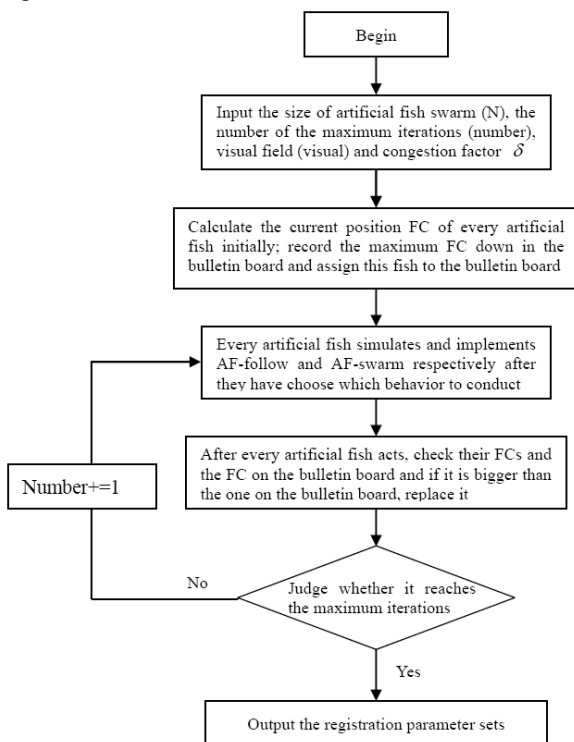 Begin
Input the size of artificial fish swarm (N), the
number of the maximum iterations (number),
visual field (visual) and congestion factor δ
Calculate the current position FC of every artificial
fish initially; record the maximum FC down in the
bulletin board and assign this fish to the bulletin board
Every artificial fish simulates and implements
AF-follow and AF-swarm respectively after
they have choose which behavior to conduct
After every artificial fish acts, check their FCs and
the FC on the bulletin board and if it is bigger than
the one on the bulletin board, replace it
Number+=1
No
Judge whether it reaches
the maximum iterations
Yes
Output the registration parameter sets